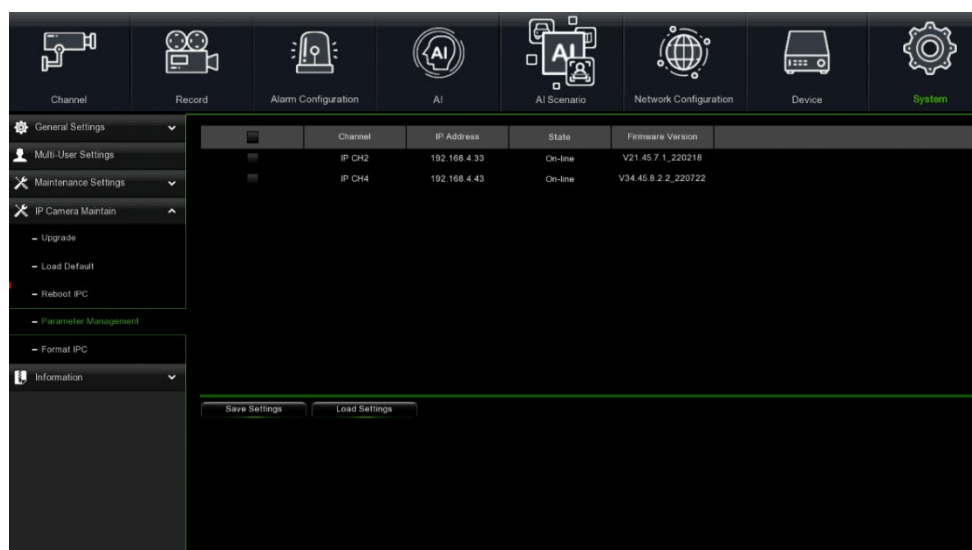 Channel Record Alarm Configuration AI AI Scenario Network Configuration Device System
General Settings
Multi-User Settings
Maintenance Settings
IP Camera Maintain
Upgrade
Load Default
Reboot IPC
Parameter Management
Format IPC
Information
Channel IP Address State Firmware Version
IP CH2 192.168.4.33 On-line V21.45.7.1_220218
IP CH4 192.168.4.43 On-line V34.45.8.2.2_220722
Save Settings Load Settings